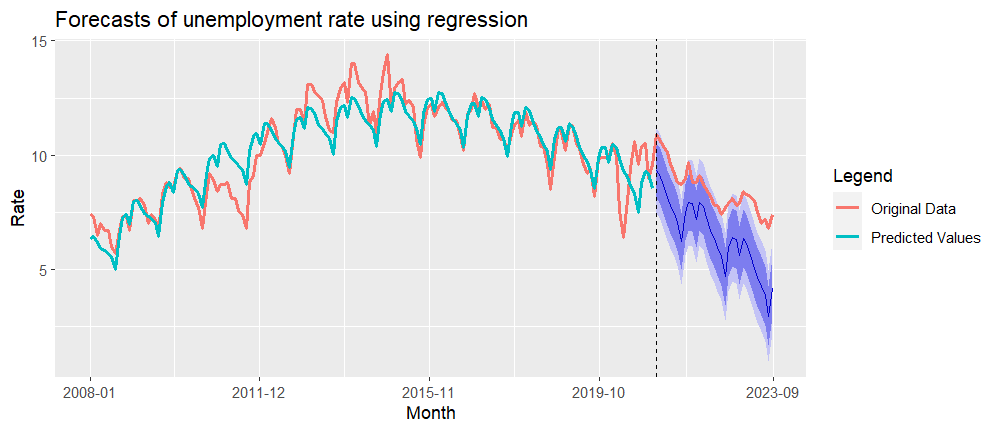 Forecasts of unemployment rate using regression
15
10
5
Rate
2008-01
2011-12
2015-11
2019-10
2023-09
Month
Legend
Original Data
Predicted Values